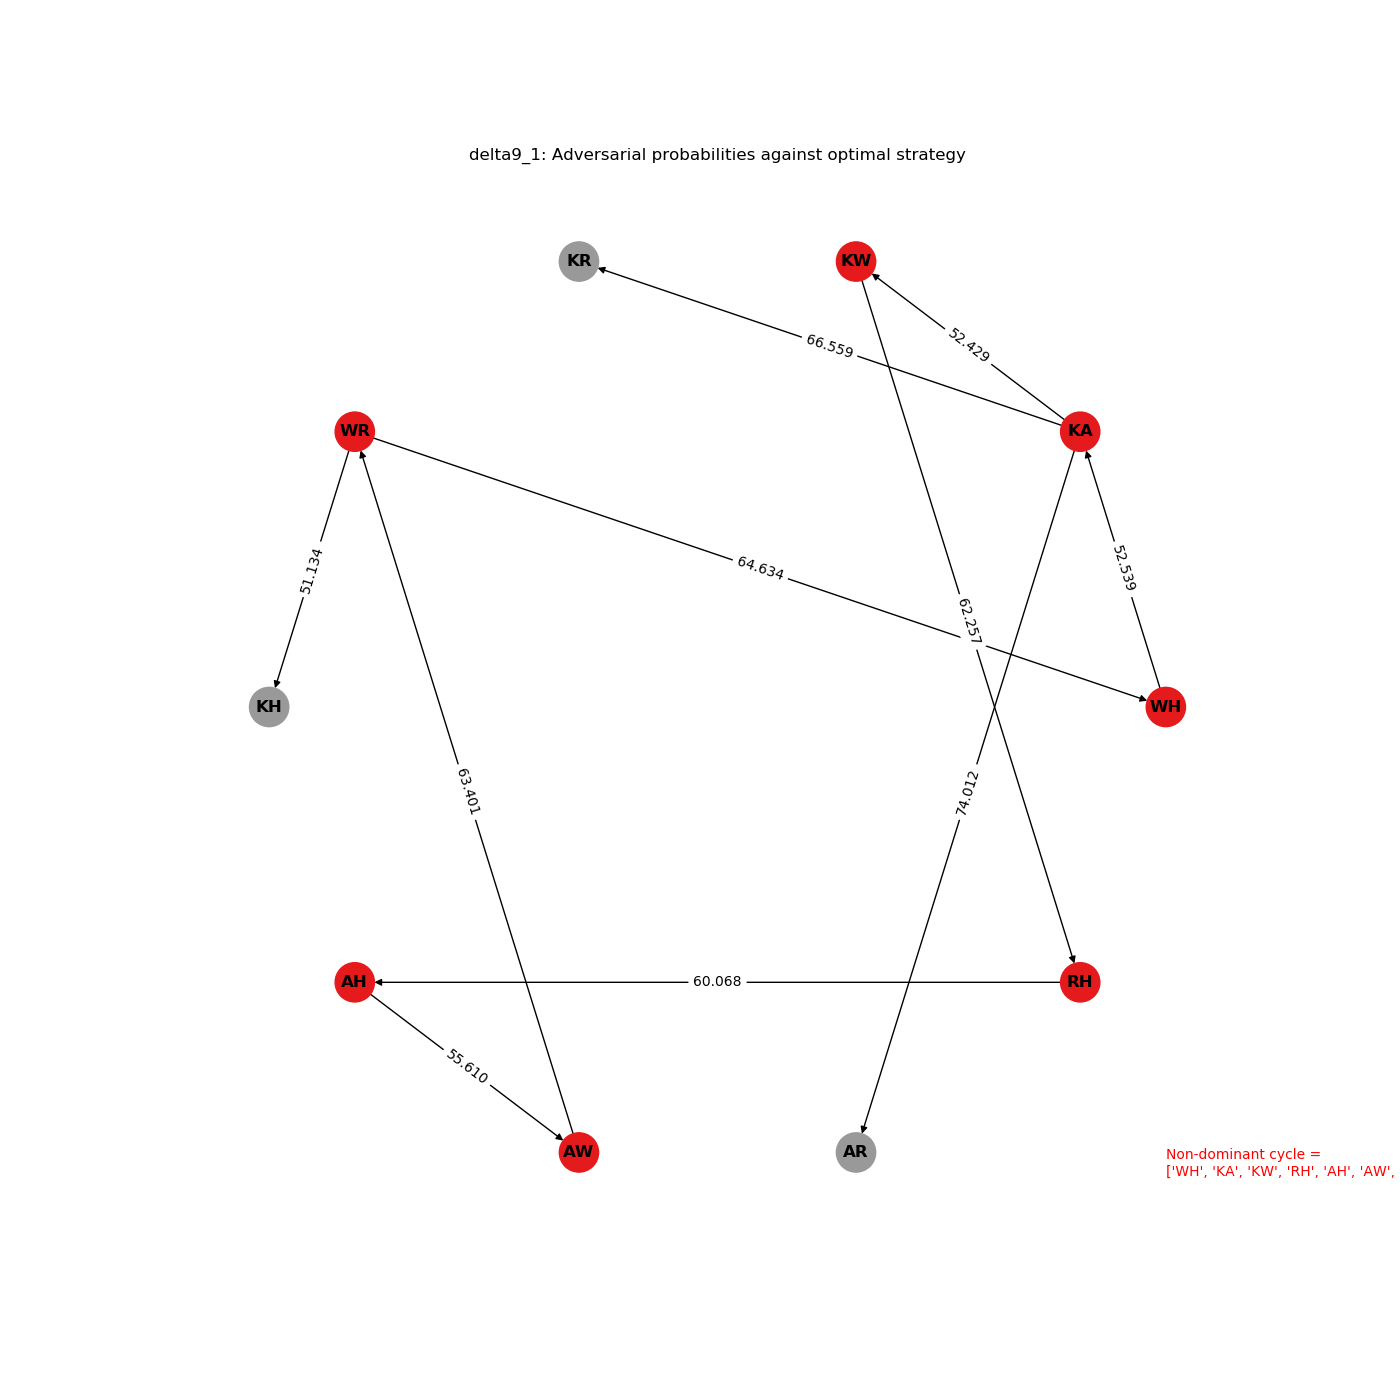 delta9_1: Adversarial probabilities against optimal strategy
KR
KW
66.559
52.429
WR
KA
64.634
51.134
52.539
62.257
KH
WH
63.401
74.012
AH
60.068
RH
55.610
AW
AR
Non-dominant cycle =
['WH', 'KA', 'KW', 'RH', 'AH', 'AW',